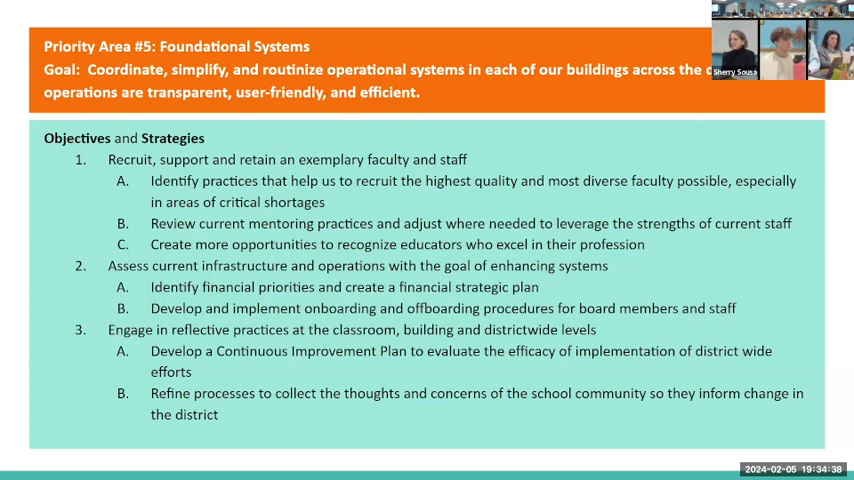 Priority Area #5: Foundational Systems
Goal: Coordinate, simplify, and routinize operational systems in each of our buildings across the
operations are transparent, user-friendly, and efficient.
Sherry Sousa
Objectives and Strategies
1. Recruit, support and retain an exemplary faculty and staff
A. Identify practices that help us to recruit the highest quality and most diverse faculty possible, especially
in areas of critical shortages
B. Review current mentoring practices and adjust where needed to leverage the strengths of current staff
C. Create more opportunities to recognize educators who excel in their profession
2. Assess current infrastructure and operations with the goal of enhancing systems
A. Identify financial priorities and create a financial strategic plan
B. Develop and implement onboarding and offboarding procedures for board members and staff
3. Engage in reflective practices at the classroom, building and districtwide levels
A. Develop a Continuous Improvement Plan to evaluate the efficacy of implementation of district wide
efforts
B. Refine processes to collect the thoughts and concerns of the school community so they inform change in
the district
2024-02-05 19:34:38